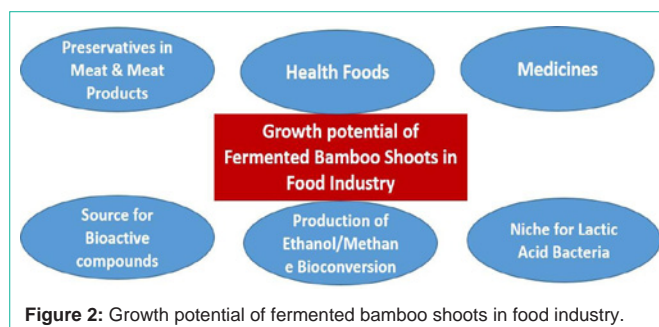 Preservatives in
Meat & Meat
Products
Health Foods
Medicines
Growth potential of
Fermented Bamboo Shoots in
Food Industry
Source for
Bioactive
compounds
Production of
Ethanol/Methan
e Bioconversion
Niche for Lactic
Acid Bacteria
Figure 2: Growth potential of fermented bamboo shoots in food industry.